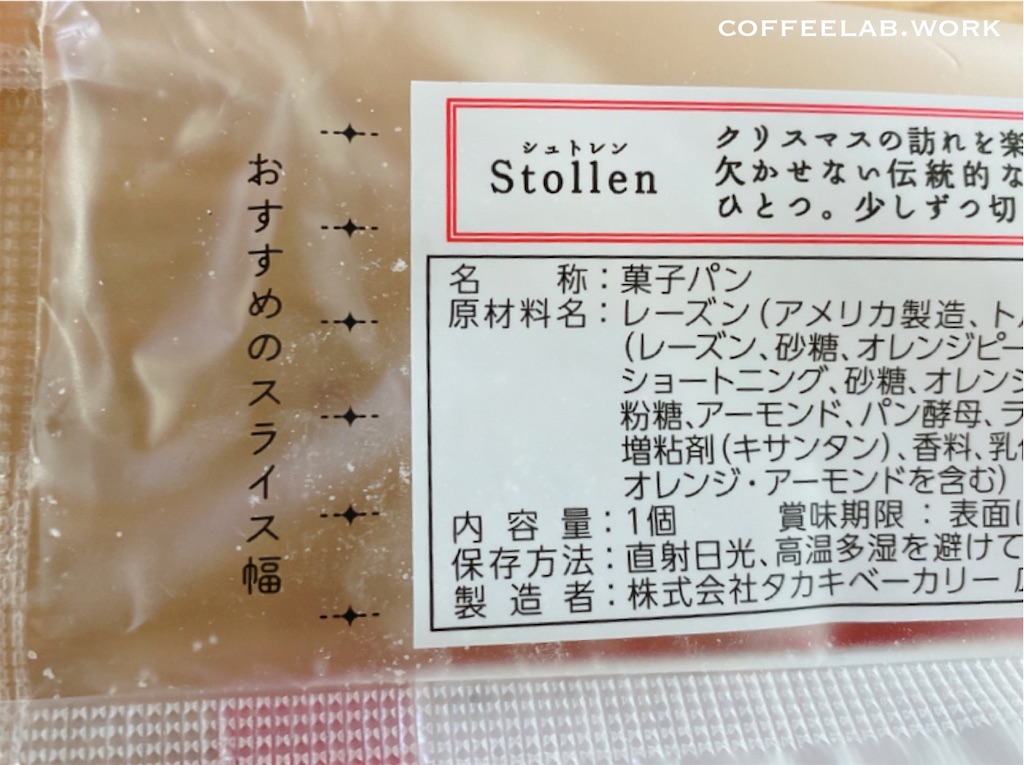 COFFEELAB.WORK
おすすめのスライス幅
シュトレン
Stollen
クリスマスの訪れを楽
欠かせない伝統的な
ひとつ。少しずつ切
名称:菓子パン
原材料名:レーズン(アメリカ製造、ト
(レーズン、砂糖、オレンジピー
ショートニング、砂糖、オレンジ
粉糖、アーモンド、パン酵母、ラ
増粘剤(キサンタン)、香料、乳
オレンジ・アーモンドを含む)
内容量:1個 賞味期限:表面
保存方法:直射日光、高温多湿を避けて
製造者:株式会社タカキベーカリー